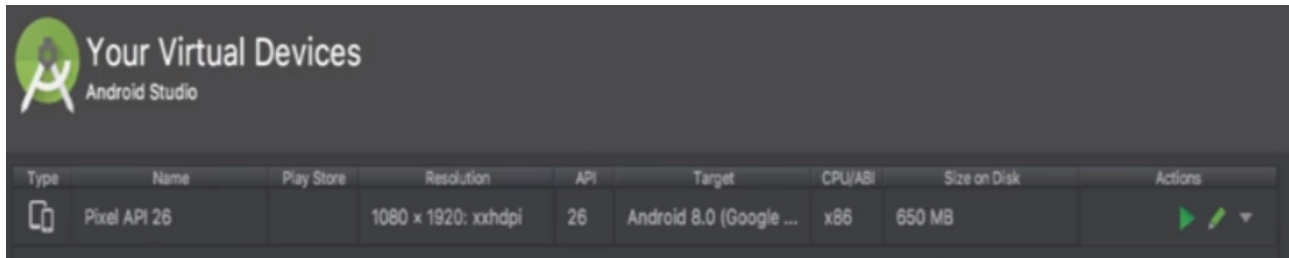 Your Virtual Devices
Android Studio
Type Name Play Store Resolution API Target CPU/ABI Size on Disk Actions
Pixel API 26 1080 × 1920: xxhdpi 26 Android 8.0 (Google ... x86 650 MB